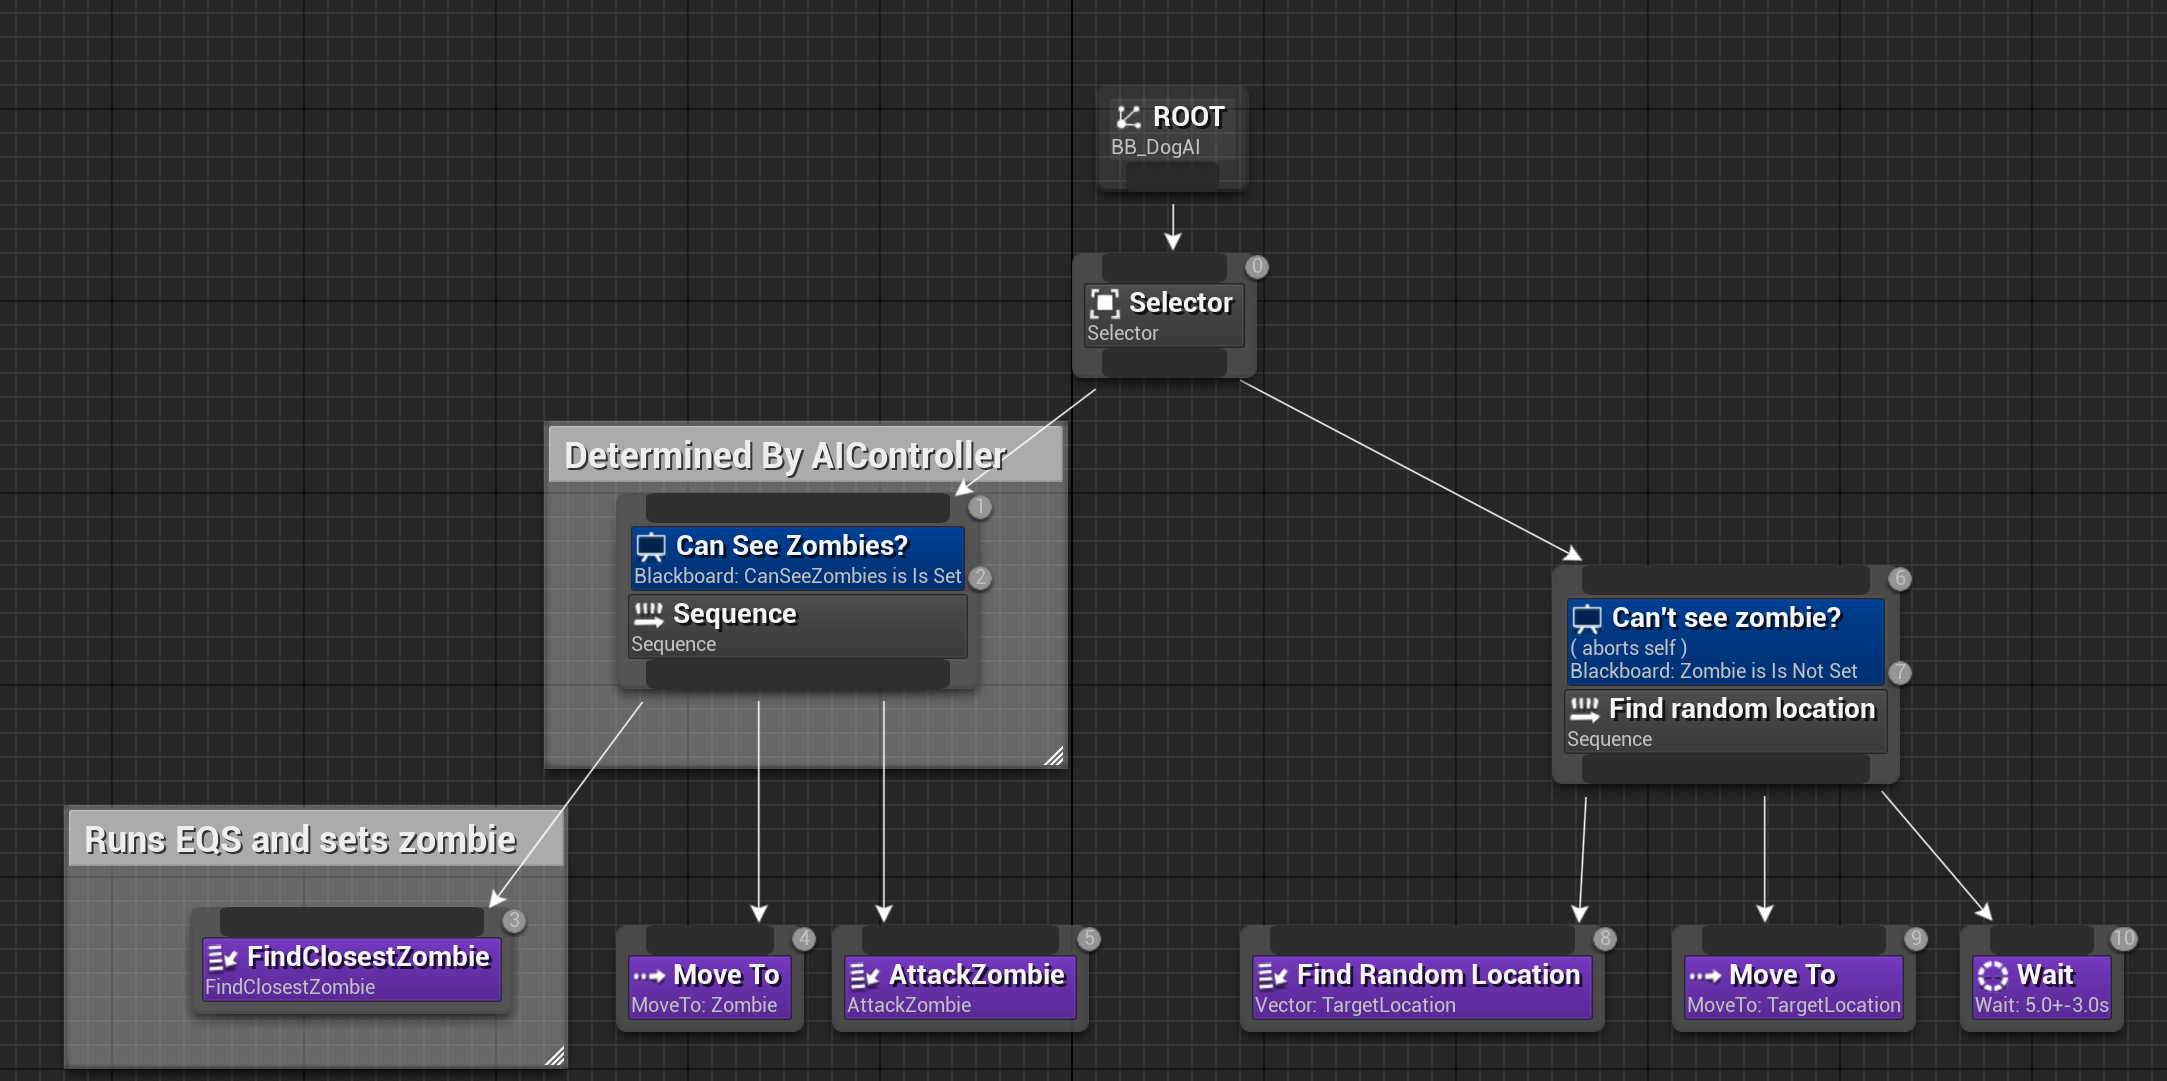 ROOT
BB_DogAI
0
Selector
Selector
Determined By AIController
1
Can See Zombies?
Blackboard: CanSeeZombies is Is Set
2
Sequence
Sequence
6
Can't see zombie?
( aborts self )
Blackboard: Zombie is Is Not Set
7
Find random location
Sequence
Runs EQS and sets zombie
3
FindClosestZombie
FindClosestZombie
4
Move To
MoveTo: Zombie
5
AttackZombie
AttackZombie
8
Find Random Location
Vector: TargetLocation
9
Move To
MoveTo: TargetLocation
10
Wait
Wait: 5.0+-3.0s